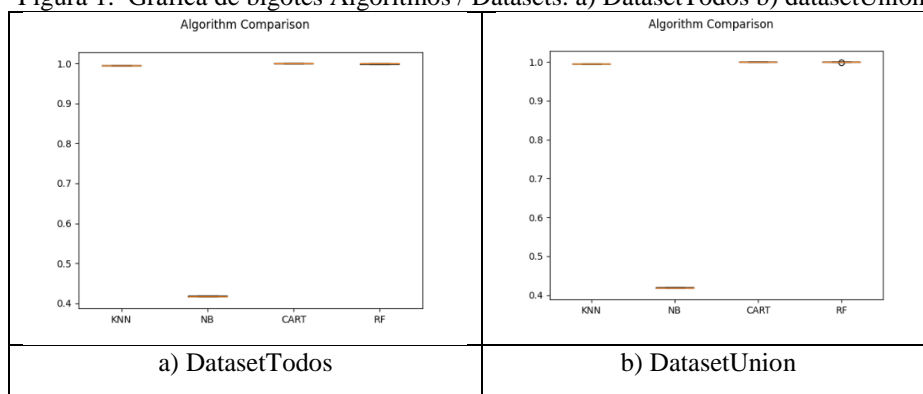 Figura 1. Gráfica de bigotes Algoritmos / Datasets: a) DatasetTodos b) datasetUnion
Algorithm Comparison
1.0
0.9
0.8
0.7
0.6
0.5
0.4
KNN NB CART RF
Algorithm Comparison
1.0
0.9
0.8
0.7
0.6
0.5
0.4
KNN NB CART RF
a) DatasetTodos
b) DatasetUnion